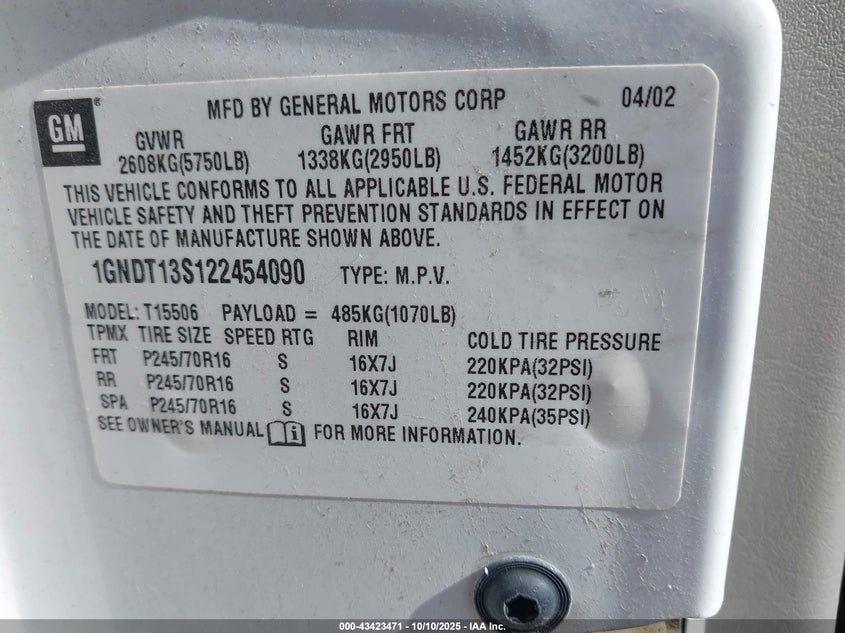 MFD BY GENERAL MOTORS CORP 04/02
GM®
GVWR GAWR FRT GAWR RR
2608KG(5750LB) 1338KG(2950LB) 1452KG(3200LB)
THIS VEHICLE CONFORMS TO ALL APPLICABLE U.S. FEDERAL MOTOR
VEHICLE SAFETY AND THEFT PREVENTION STANDARDS IN EFFECT ON
THE DATE OF MANUFACTURE SHOWN ABOVE.
1GNDT13S122454090 TYPE: M.P.V.
MODEL: T15506 PAYLOAD = 485KG(1070LB)
TPMX TIRE SIZE SPEED RTG RIM COLD TIRE PRESSURE
FRT P245/70R16 S 16X7J 220KPA(32PSI)
RR P245/70R16 S 16X7J 220KPA(32PSI)
SPA P245/70R16 S 16X7J 240KPA(35PSI)
SEE OWNER'S MANUAL i FOR MORE INFORMATION.
000-43423471 - 10/10/2025 - IAA Inc.